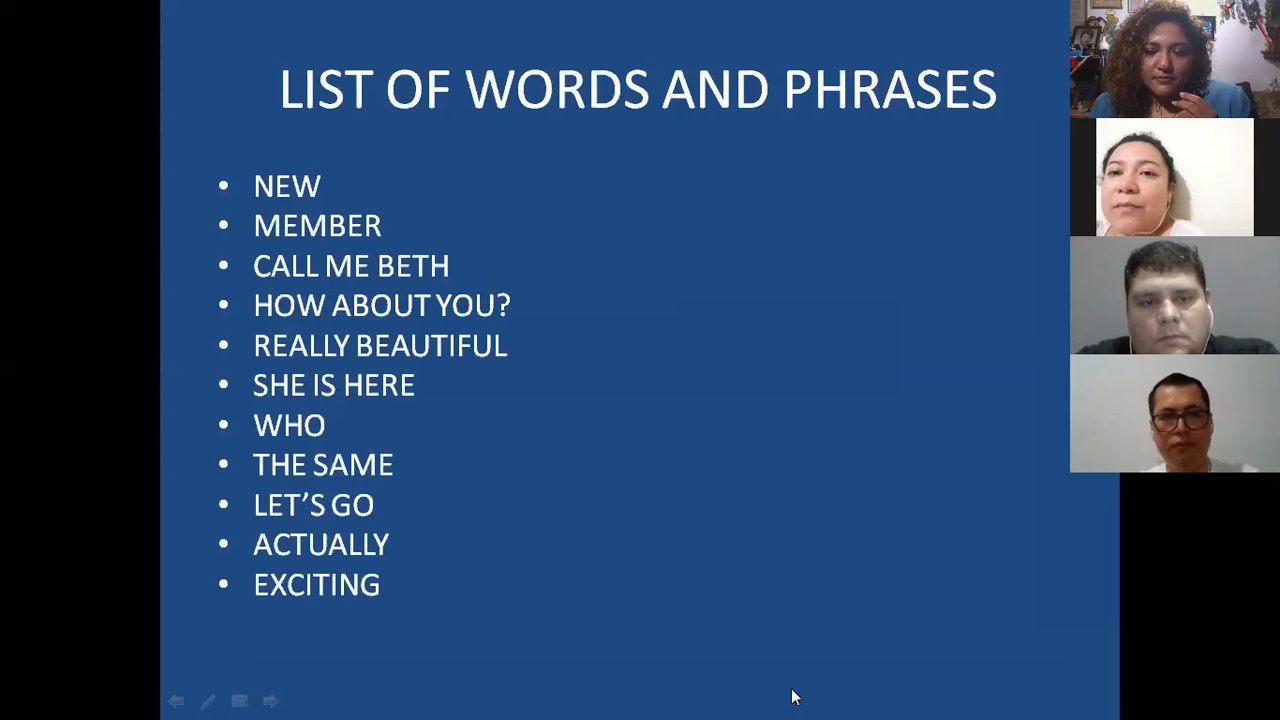 LIST OF WORDS AND PHRASES
• NEW
• MEMBER
• CALL ME BETH
• HOW ABOUT YOU?
• REALLY BEAUTIFUL
• SHE IS HERE
• WHO
• THE SAME
• LET’S GO
• ACTUALLY
• EXCITING